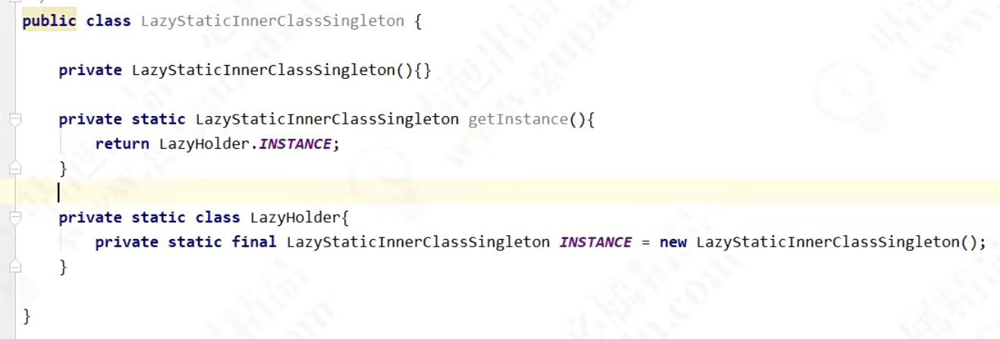 public class LazyStaticInnerClassSingleton {
private LazyStaticInnerClassSingleton(){}
private static LazyStaticInnerClassSingleton getInstance(){
return LazyHolder.INSTANCE;
}
private static class LazyHolder{
private static final LazyStaticInnerClassSingleton INSTANCE = new LazyStaticInnerClassSingleton();
}
}